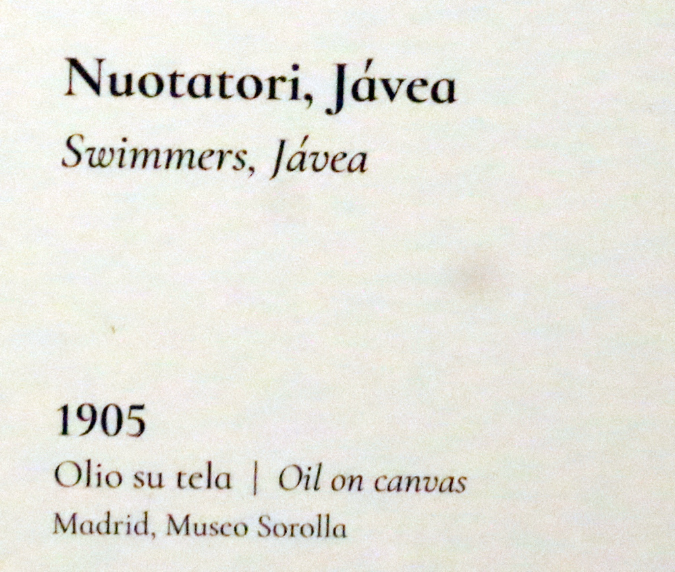 Nuotatori, Jávea
Swimmers, Jávea
1905
Olio su tela | Oil on canvas
Madrid, Museo Sorolla